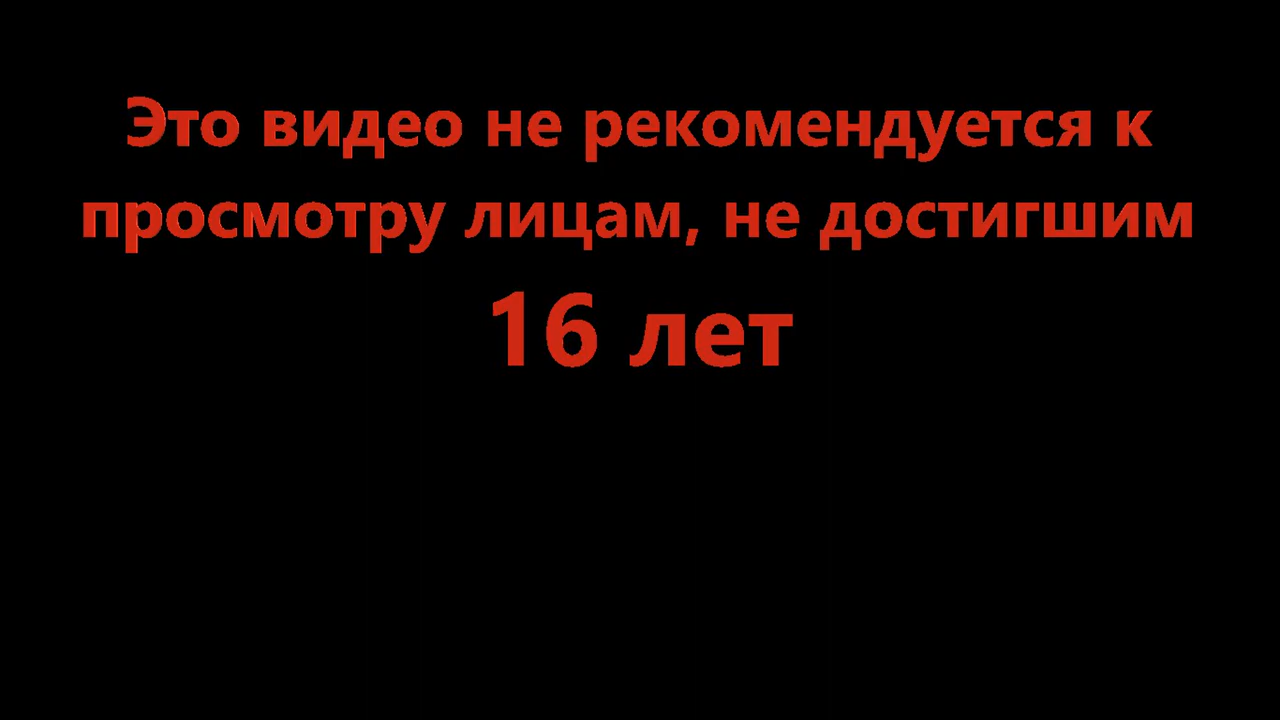 Это видео не рекомендуется к
просмотру лицам, не достигшим
16 лет